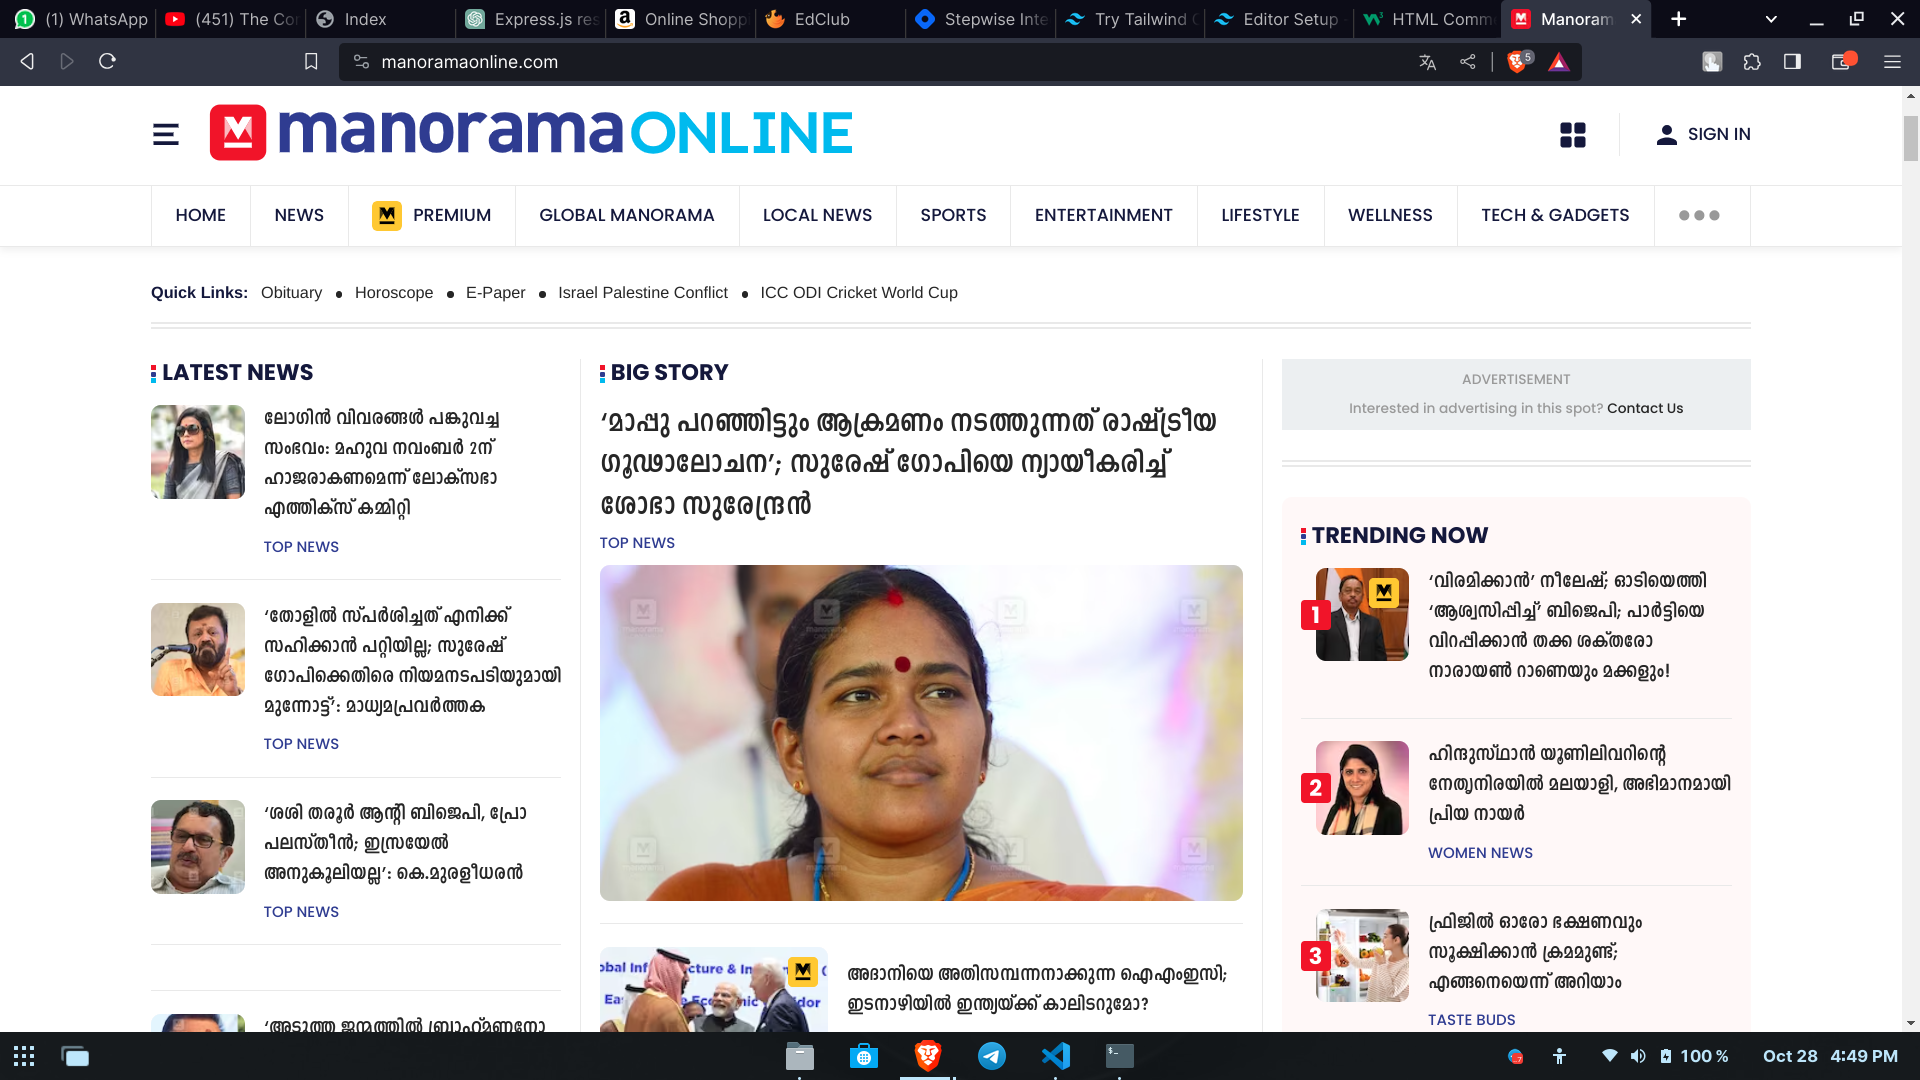 (1) WhatsApp
(451) The Cor
Index
Express.js res
Online Shopp
EdClub
Stepwise Inte
Try Tailwind C
Editor Setup
HTML Comme
Manoram
manoramaonline.com
manoramaONLINE
SIGN IN
HOME
NEWS
PREMIUM
GLOBAL MANORAMA
LOCAL NEWS
SPORTS
ENTERTAINMENT
LIFESTYLE
WELLNESS
TECH & GADGETS
Quick Links: Obituary • Horoscope • E-Paper • Israel Palestine Conflict • ICC ODI Cricket World Cup
LATEST NEWS
ലോഗിൻ വിവരങ്ങൾ പങ്കുവച്ച
സംഭവം: മഹുവ നവംബർ 2ന്
ഹാജരാകണമെന്ന് ലോക്സഭാ
എത്തിക്സ് കമ്മിറ്റി
TOP NEWS
‘തോളിൽ സ്പർശിച്ചത് എനിക്ക്
സഹിക്കാൻ പറ്റിയില്ല; സുരേഷ്
ഗോപിക്കെതിരെ നിയമനടപടിയുമായി
മുന്നോട്ട്’: മാധ്യമപ്രവർത്തക
TOP NEWS
‘ശശി തരൂർ ആന്റി ബിജെപി, പ്രോ
പലസ്തീൻ; ഇസ്രയേൽ
അനുകൂലിയല്ല’: കെ.മുരളീധരൻ
TOP NEWS
‘അടുത്ത ജന്മത്തിൽ ബ്രാഹ്മണനോ
BIG STORY
‘മാപ്പു പറഞ്ഞിട്ടും ആക്രമണം നടത്തുന്നത് രാഷ്ട്രീയ
ഗൂഢാലോചന’; സുരേഷ് ഗോപിയെ ന്യായീകരിച്ച്
ശോഭാ സുരേന്ദ്രൻ
TOP NEWS
അദാനിയെ അതിസമ്പന്നനാക്കുന്ന ഐഎംഇസി;
ഇടനാഴിയിൽ ഇന്ത്യയ്ക്ക് കാലിടറുമോ?
ADVERTISEMENT
Interested in advertising in this spot? Contact Us
TRENDING NOW
1
‘വിരമിക്കാൻ’ നീലേഷ്; ഓടിയെത്തി
‘ആശ്വസിപ്പിച്ച്’ ബിജെപി; പാർട്ടിയെ
വിറപ്പിക്കാൻ തക്ക ശക്തരോ
നാരായൺ റാണെയും മക്കളും!
2
ഹിന്ദുസ്ഥാൻ യൂണിലിവറിന്റെ
നേതൃനിരയിൽ മലയാളി, അഭിമാനമായി
പ്രിയ നായർ
WOMEN NEWS
3
ഫ്രിജിൽ ഓരോ ഭക്ഷണവും
സൂക്ഷിക്കാൻ ക്രമമുണ്ട്;
എങ്ങനെയെന്ന് അറിയാം
TASTE BUDS
100 %
Oct 28 4:49 PM